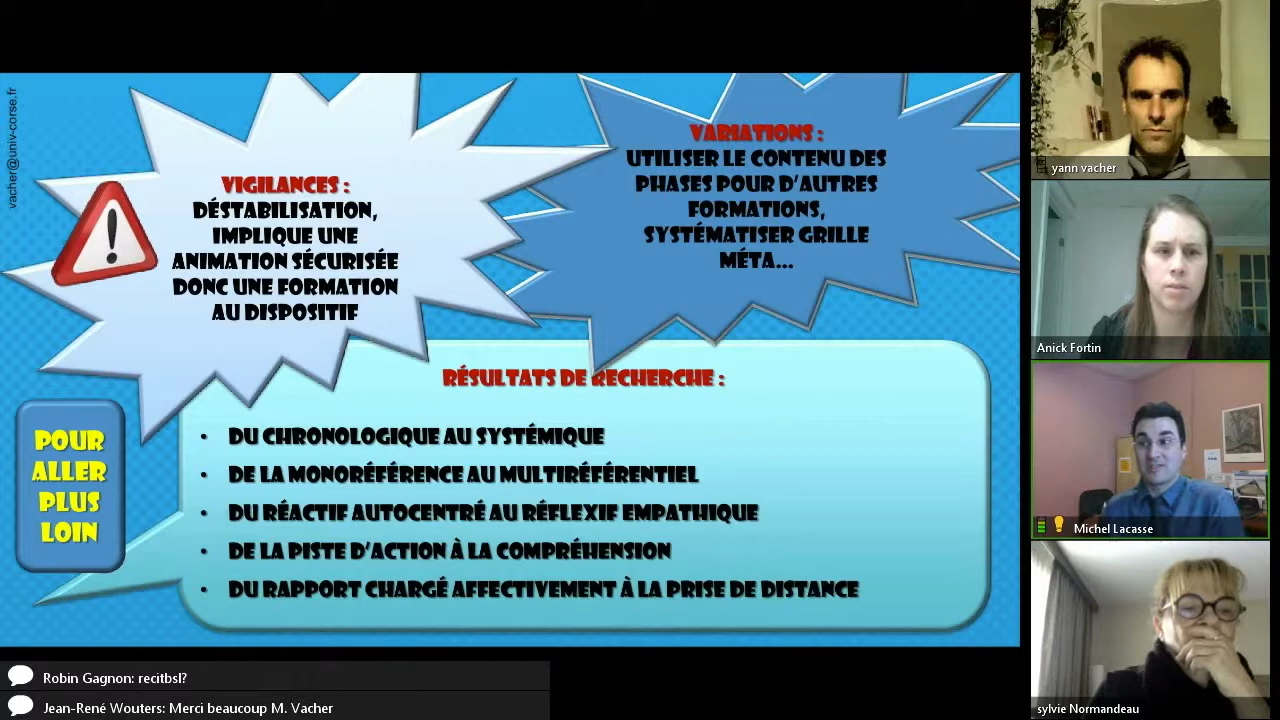 vacher@univ-corse.fr
VIGILANCES :
DÉSTABILISATION,
IMPLIQUE UNE
ANIMATION SÉCURISÉE
DONC UNE FORMATION
AU DISPOSITIF
VARIATIONS :
UTILISER LE CONTENU DES
PHASES POUR D'AUTRES
FORMATIONS,
SYSTÉMATISER GRILLE
MÉTA...
POUR
ALLER
PLUS
LOIN
RÉSULTATS DE RECHERCHE :
• DU CHRONOLOGIQUE AU SYSTÉMIQUE
• DE LA MONORÉFÉRENCE AU MULTIRÉFÉRENTIEL
• DU RÉACTIF AUTOCENTRÉ AU RÉFLEXIF EMPATHIQUE
• DE LA PISTE D'ACTION À LA COMPRÉHENSION
• DU RAPPORT CHARGÉ AFFECTIVEMENT À LA PRISE DE DISTANCE
Robin Gagnon: recitbsl?
Jean-René Wouters: Merci beaucoup M. Vacher
yann vacher
Anick Fortin
Michel Lacasse
sylvie Normandeau